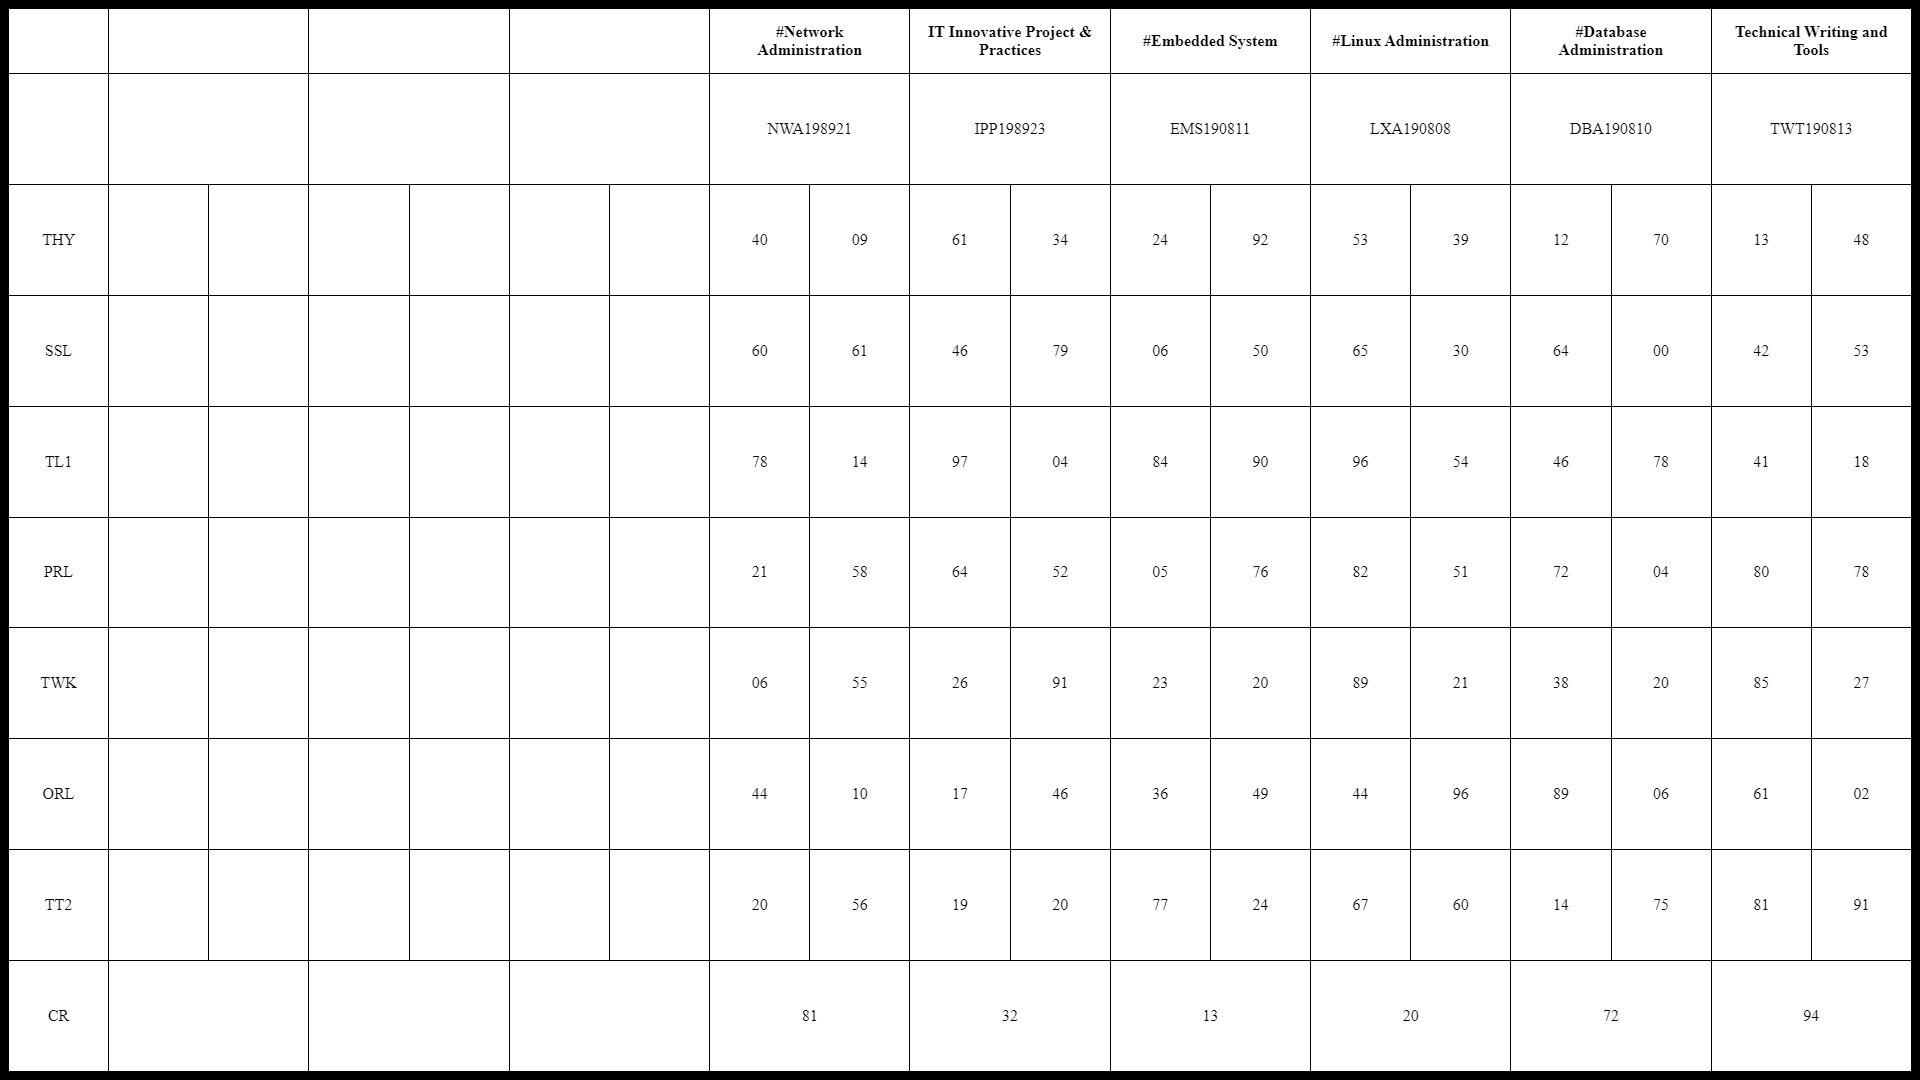 #Network Administration IT Innovative Project & Practices #Embedded System #Linux Administration #Database Administration Technical Writing and Tools
NWA198921 IPP198923 EMS190811 LXA190808 DBA190810 TWT190813
THY 40 09 61 34 24 92 53 39 12 70 13 48
SSL 60 61 46 79 06 50 65 30 64 00 42 53
TL1 78 14 97 04 84 90 96 54 46 78 41 18
PRL 21 58 64 52 05 76 82 51 72 04 80 78
TWK 06 55 26 91 23 20 89 21 38 20 85 27
ORL 44 10 17 46 36 49 44 96 89 06 61 02
TT2 20 56 19 20 77 24 67 60 14 75 81 91
CR 81 32 13 20 72 94